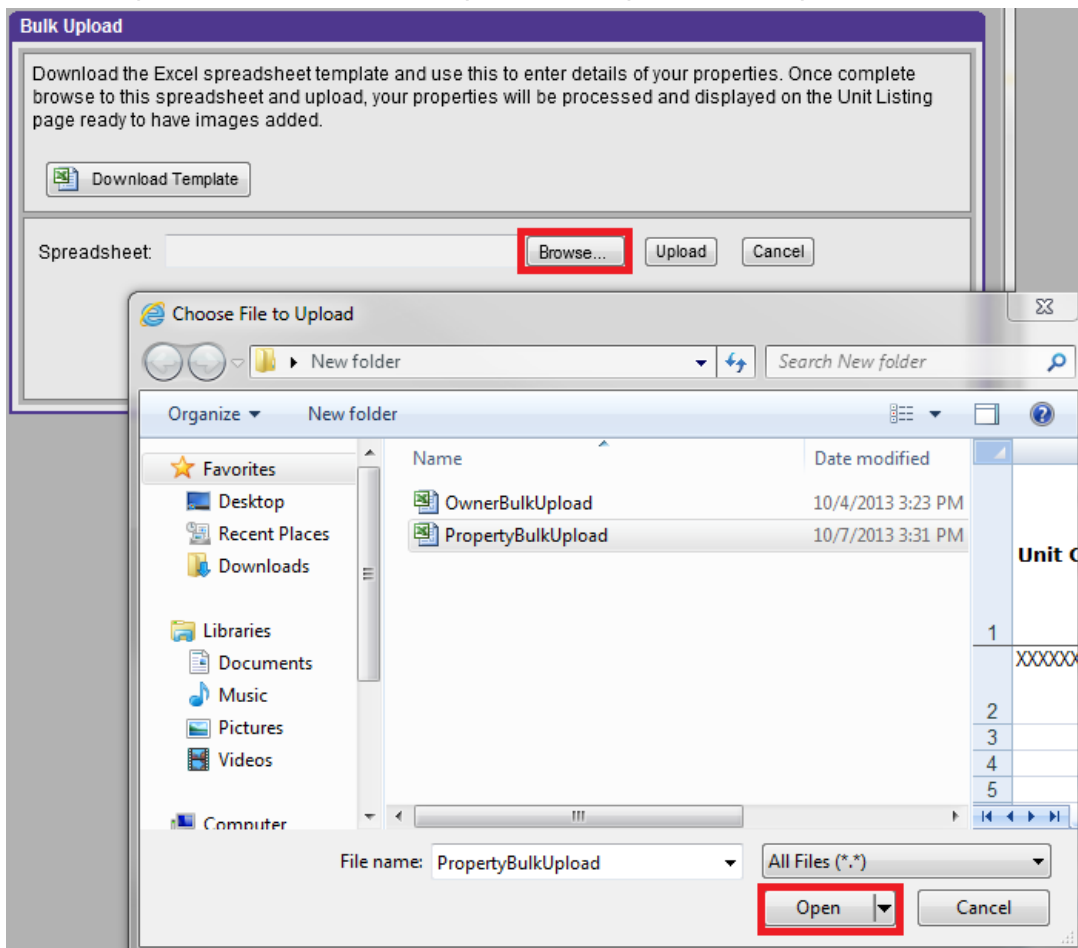 Bulk Upload
Download the Excel spreadsheet template and use this to enter details of your properties. Once complete
browse to this spreadsheet and upload, your properties will be processed and displayed on the Unit Listing
page ready to have images added.
Download Template
Spreadsheet: Browse... Upload Cancel
Choose File to Upload
New folder Search New folder
Organize New folder
Favorites
Desktop
Recent Places
Downloads
Libraries
Documents
Music
Pictures
Videos
Computer
Name Date modified
OwnerBulkUpload 10/4/2013 3:23 PM
PropertyBulkUpload 10/7/2013 3:31 PM
Unit
1
XXXXXX
2
3
4
5
File name: PropertyBulkUpload All Files (*.*)
Open Cancel